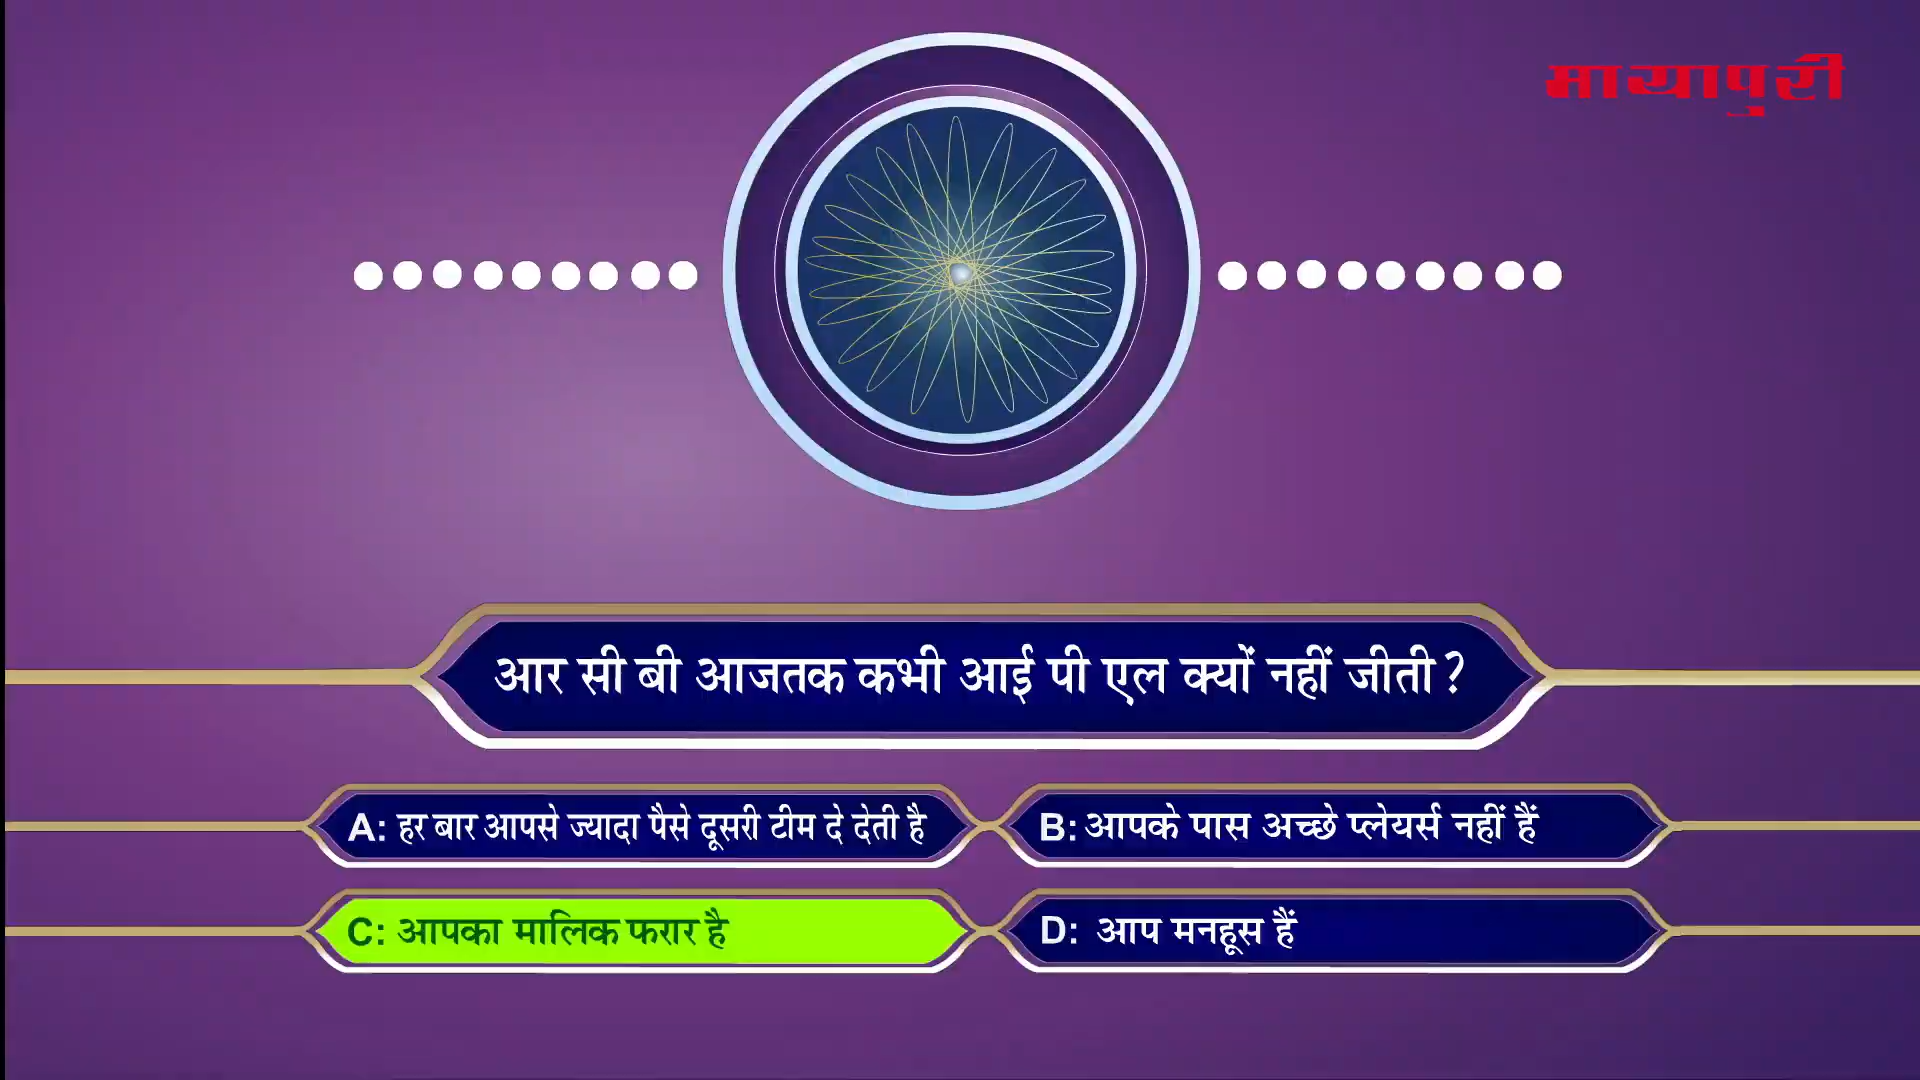 मायापुरी
आर सी बी आजतक कभी आई पी एल क्यों नहीं जीती?
A: हर बार आपसे ज्यादा पैसे दूसरी टीम दे देती है
B: आपके पास अच्छे प्लेयर्स नहीं हैं
C: आपका मालिक फरार है
D: आप मनहूस हैं